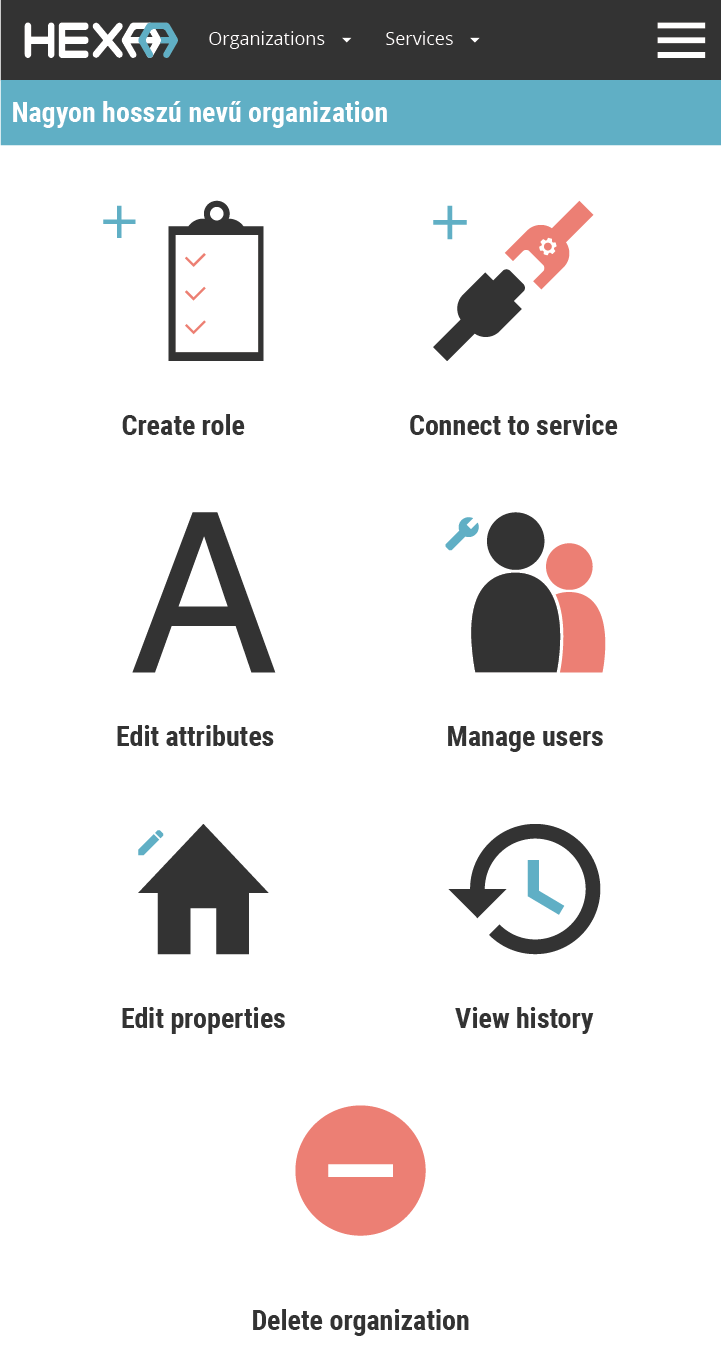 HEXAA
Organizations
Services
Nagyon hosszú nevű organization
Create role
Connect to service
A
Edit attributes
Manage users
Edit properties
View history
Delete organization